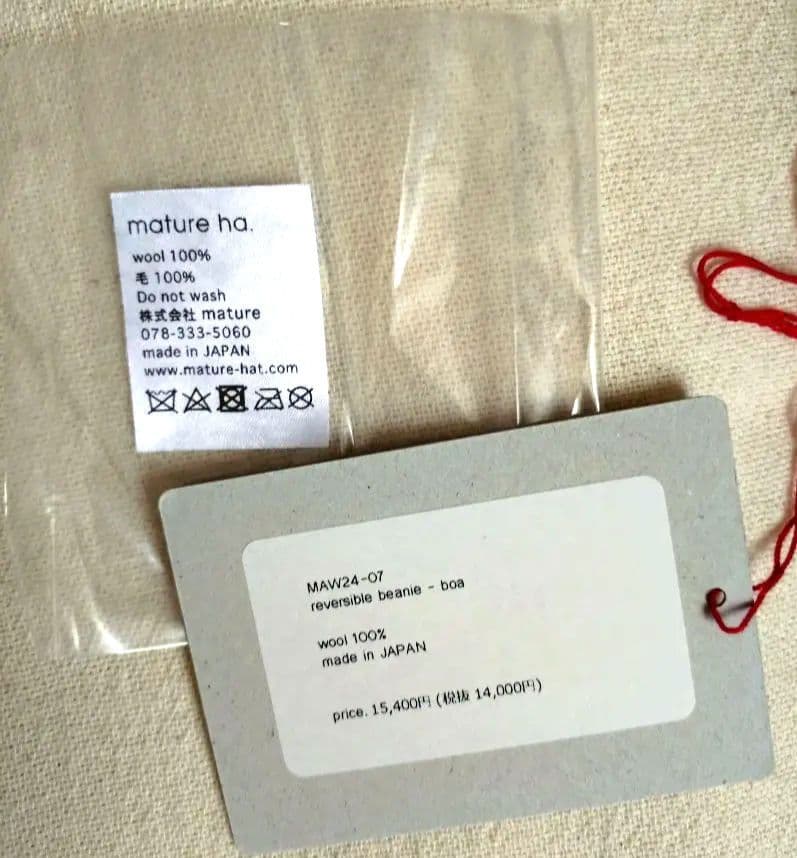 mature ha.
wool 100%
毛 100%
Do not wash
株式会社 mature
078-333-5060
made in JAPAN
www.mature-hat.com
MAW24-07
reversible beanie - boa
wool 100%
made in JAPAN
price. 15,400円 (税抜 14,000円)